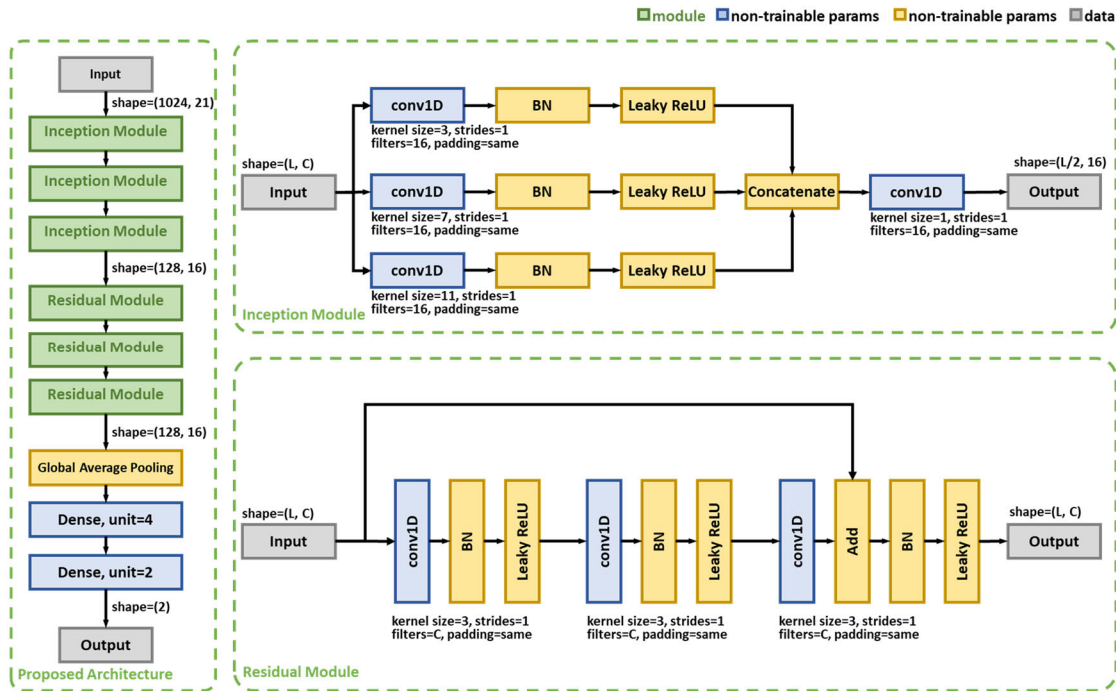 module non-trainable params non-trainable params data
Input
shape=(1024, 21)
Inception Module
Inception Module
Inception Module
shape=(128, 16)
Residual Module
Residual Module
Residual Module
shape=(128, 16)
Global Average Pooling
Dense, unit=4
Dense, unit=2
shape=(2)
Output
Proposed Architecture
conv1D BN Leaky ReLU
kernel size=3, strides=1
filters=16, padding=same
shape=(L, C)
Input
conv1D BN Leaky ReLU
kernel size=7, strides=1
filters=16, padding=same
conv1D BN Leaky ReLU
kernel size=11, strides=1
filters=16, padding=same
Concatenate
conv1D
kernel size=1, strides=1
filters=16, padding=same
shape=(L/2, 16)
Output
Inception Module
shape=(L, C)
Input
conv1D
BN
Leaky ReLU
kernel size=3, strides=1
filters=C, padding=same
conv1D
BN
Leaky ReLU
kernel size=3, strides=1
filters=C, padding=same
conv1D
Add
BN
Leaky ReLU
kernel size=3, strides=1
filters=C, padding=same
shape=(L, C)
Output
Residual Module